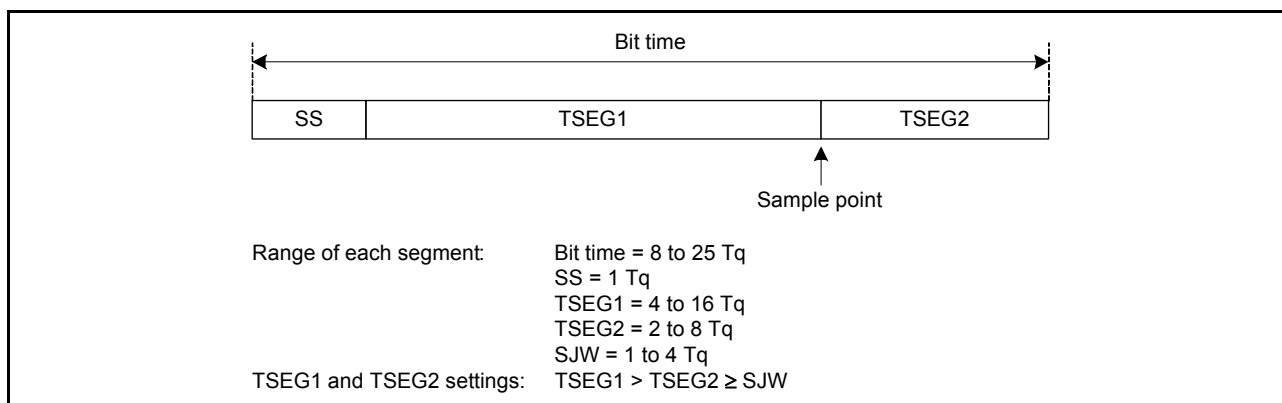 Bit time
SS TSEG1 TSEG2
Sample point
Range of each segment: Bit time = 8 to 25 Tq
SS = 1 Tq
TSEG1 = 4 to 16 Tq
TSEG2 = 2 to 8 Tq
SJW = 1 to 4 Tq
TSEG1 and TSEG2 settings: TSEG1 > TSEG2 ≥ SJW